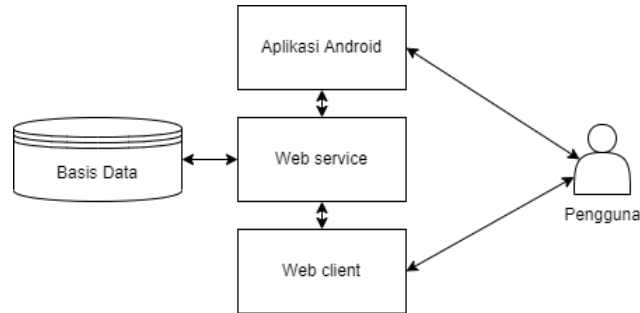 Aplikasi Android
Basis Data
Web service
Pengguna
Web client